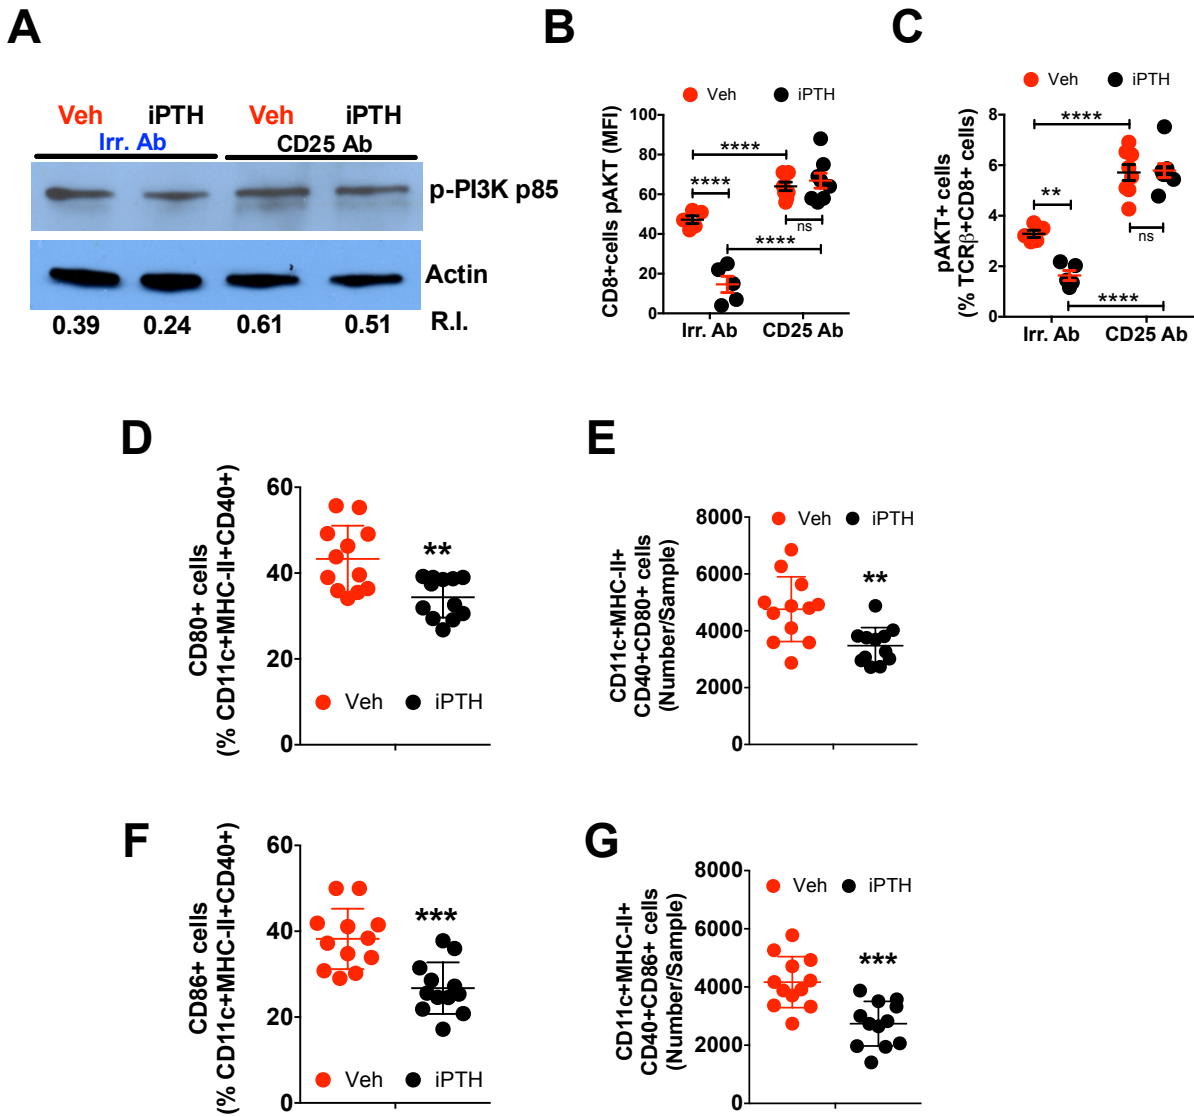 A
Veh iPTH Veh iPTH
Irr. Ab CD25 Ab
p-PI3K p85
Actin
0.39 0.24 0.61 0.51 R.I.
B
Veh iPTH
CD8+cells pAKT (MFI)
100
80
60
40
20
0
****
****
****
ns
Irr. Ab CD25 Ab
C
Veh iPTH
pAKT+ cells
(% TCRβ+CD8+ cells)
8
6
4
2
0
****
**
ns
****
Irr. Ab CD25 Ab
D
CD80+ cells
(% CD11c+MHC-II+CD40+)
60
40
20
0
**
Veh iPTH
E
CD11c+MHC-II+
CD40+CD80+ cells
(Number/Sample)
8000
6000
4000
2000
0
Veh iPTH
**
F
CD86+ cells
(% CD11c+MHC-II+CD40+)
60
40
20
0
***
Veh iPTH
G
CD11c+MHC-II+
CD40+CD86+ cells
(Number/Sample)
8000
6000
4000
2000
0
Veh iPTH
***